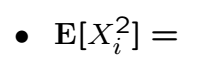 • E[X_i^2] =